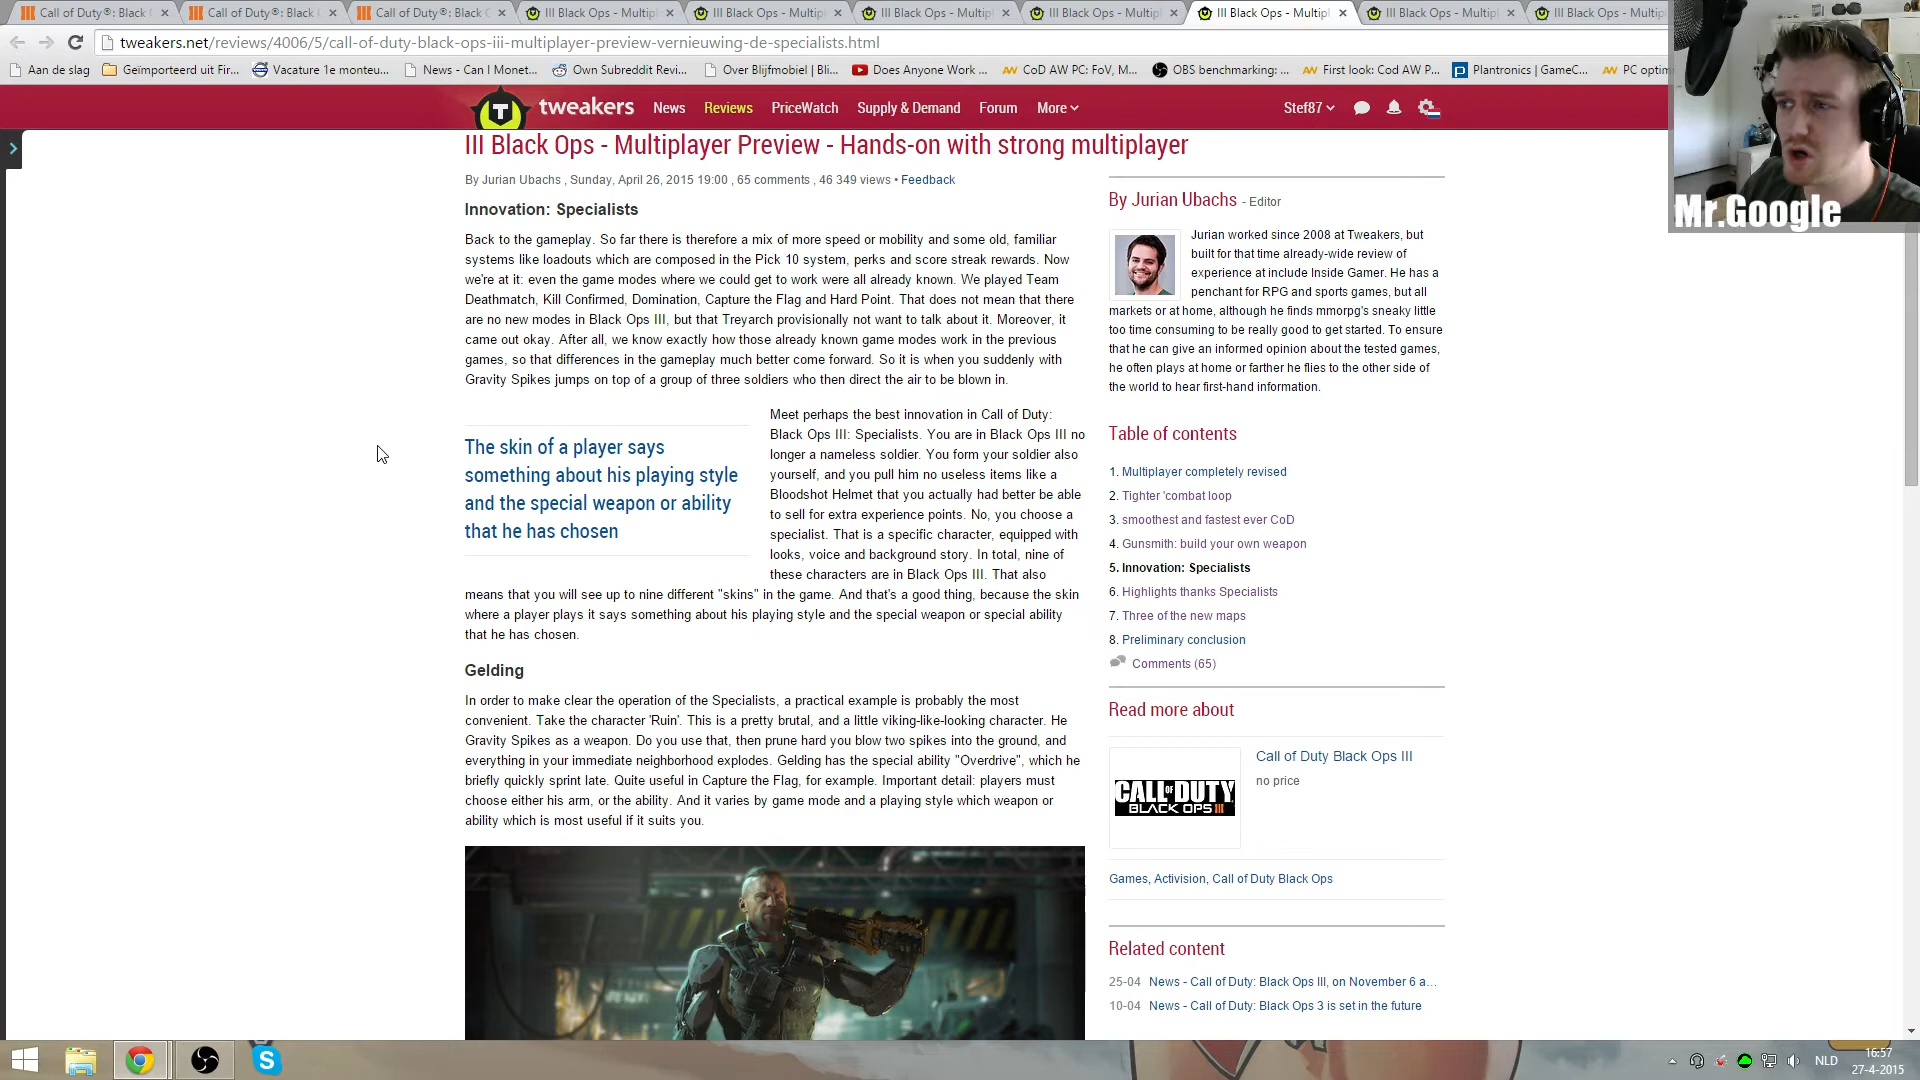 Call of Duty®: Black
Call of Duty®: Black
Call of Duty®: Black
III Black Ops - Multipl
III Black Ops - Multipl
III Black Ops - Multipl
III Black Ops - Multipl
III Black Ops - Multipl
III Black Ops - Multipl
III Black Ops - Multipl
tweakers.net/reviews/4006/5/call-of-duty-black-ops-iii-multiplayer-preview-vernieuwing-de-specialists.html
Aan de slag
Geïmporteerd uit Fir...
Vacature 1e monteu...
News - Can I Monet...
Own Subreddit Revi...
Over Blijfmobiel | Bli...
Does Anyone Work ...
CoD AW PC: FoV, M...
OBS benchmarking: ...
First look: Cod AW P...
Plantronics | GameC...
PC optim
tweakers
News
Reviews
PriceWatch
Supply & Demand
Forum
More
Stef87
Mr.Google
III Black Ops - Multiplayer Preview - Hands-on with strong multiplayer
By Jurian Ubachs , Sunday, April 26, 2015 19:00 , 65 comments , 46 349 views • Feedback
Innovation: Specialists
Back to the gameplay. So far there is therefore a mix of more speed or mobility and some old, familiar
systems like loadouts which are composed in the Pick 10 system, perks and score streak rewards. Now
we're at it: even the game modes where we could get to work were all already known. We played Team
Deathmatch, Kill Confirmed, Domination, Capture the Flag and Hard Point. That does not mean that there
are no new modes in Black Ops III, but that Treyarch provisionally not want to talk about it. Moreover, it
came out okay. After all, we know exactly how those already known game modes work in the previous
games, so that differences in the gameplay much better come forward. So it is when you suddenly with
Gravity Spikes jumps on top of a group of three soldiers who then direct the air to be blown in.
The skin of a player says
something about his playing style
and the special weapon or ability
that he has chosen
Meet perhaps the best innovation in Call of Duty:
Black Ops III: Specialists. You are in Black Ops III no
longer a nameless soldier. You form your soldier also
yourself, and you pull him no useless items like a
Bloodshot Helmet that you actually had better be able
to sell for extra experience points. No, you choose a
specialist. That is a specific character, equipped with
looks, voice and background story. In total, nine of
these characters are in Black Ops III. That also
means that you will see up to nine different "skins" in the game. And that's a good thing, because the skin
where a player plays it says something about his playing style and the special weapon or special ability
that he has chosen.
Gelding
In order to make clear the operation of the Specialists, a practical example is probably the most
convenient. Take the character 'Ruin'. This is a pretty brutal, and a little viking-like-looking character. He
Gravity Spikes as a weapon. Do you use that, then prune hard you blow two spikes into the ground, and
everything in your immediate neighborhood explodes. Gelding has the special ability "Overdrive", which he
briefly quickly sprint late. Quite useful in Capture the Flag, for example. Important detail: players must
choose either his arm, or the ability. And it varies by game mode and a playing style which weapon or
ability which is most useful if it suits you.
By Jurian Ubachs - Editor
Jurian worked since 2008 at Tweakers, but
built for that time already-wide review of
experience at include Inside Gamer. He has a
penchant for RPG and sports games, but all
markets or at home, although he finds mmorpg's sneaky little
too time consuming to be really good to get started. To ensure
that he can give an informed opinion about the tested games,
he often plays at home or farther he flies to the other side of
the world to hear first-hand information.
Table of contents
1. Multiplayer completely revised
2. Tighter 'combat loop
3. smoothest and fastest ever CoD
4. Gunsmith: build your own weapon
5. Innovation: Specialists
6. Highlights thanks Specialists
7. Three of the new maps
8. Preliminary conclusion
Comments (65)
Read more about
CALL OF DUTY
BLACK OPS III
Call of Duty Black Ops III
no price
Games, Activision, Call of Duty Black Ops
Related content
25-04 News - Call of Duty: Black Ops III, on November 6 a...
10-04 News - Call of Duty: Black Ops 3 is set in the future
NLD
16:57
27-4-2015